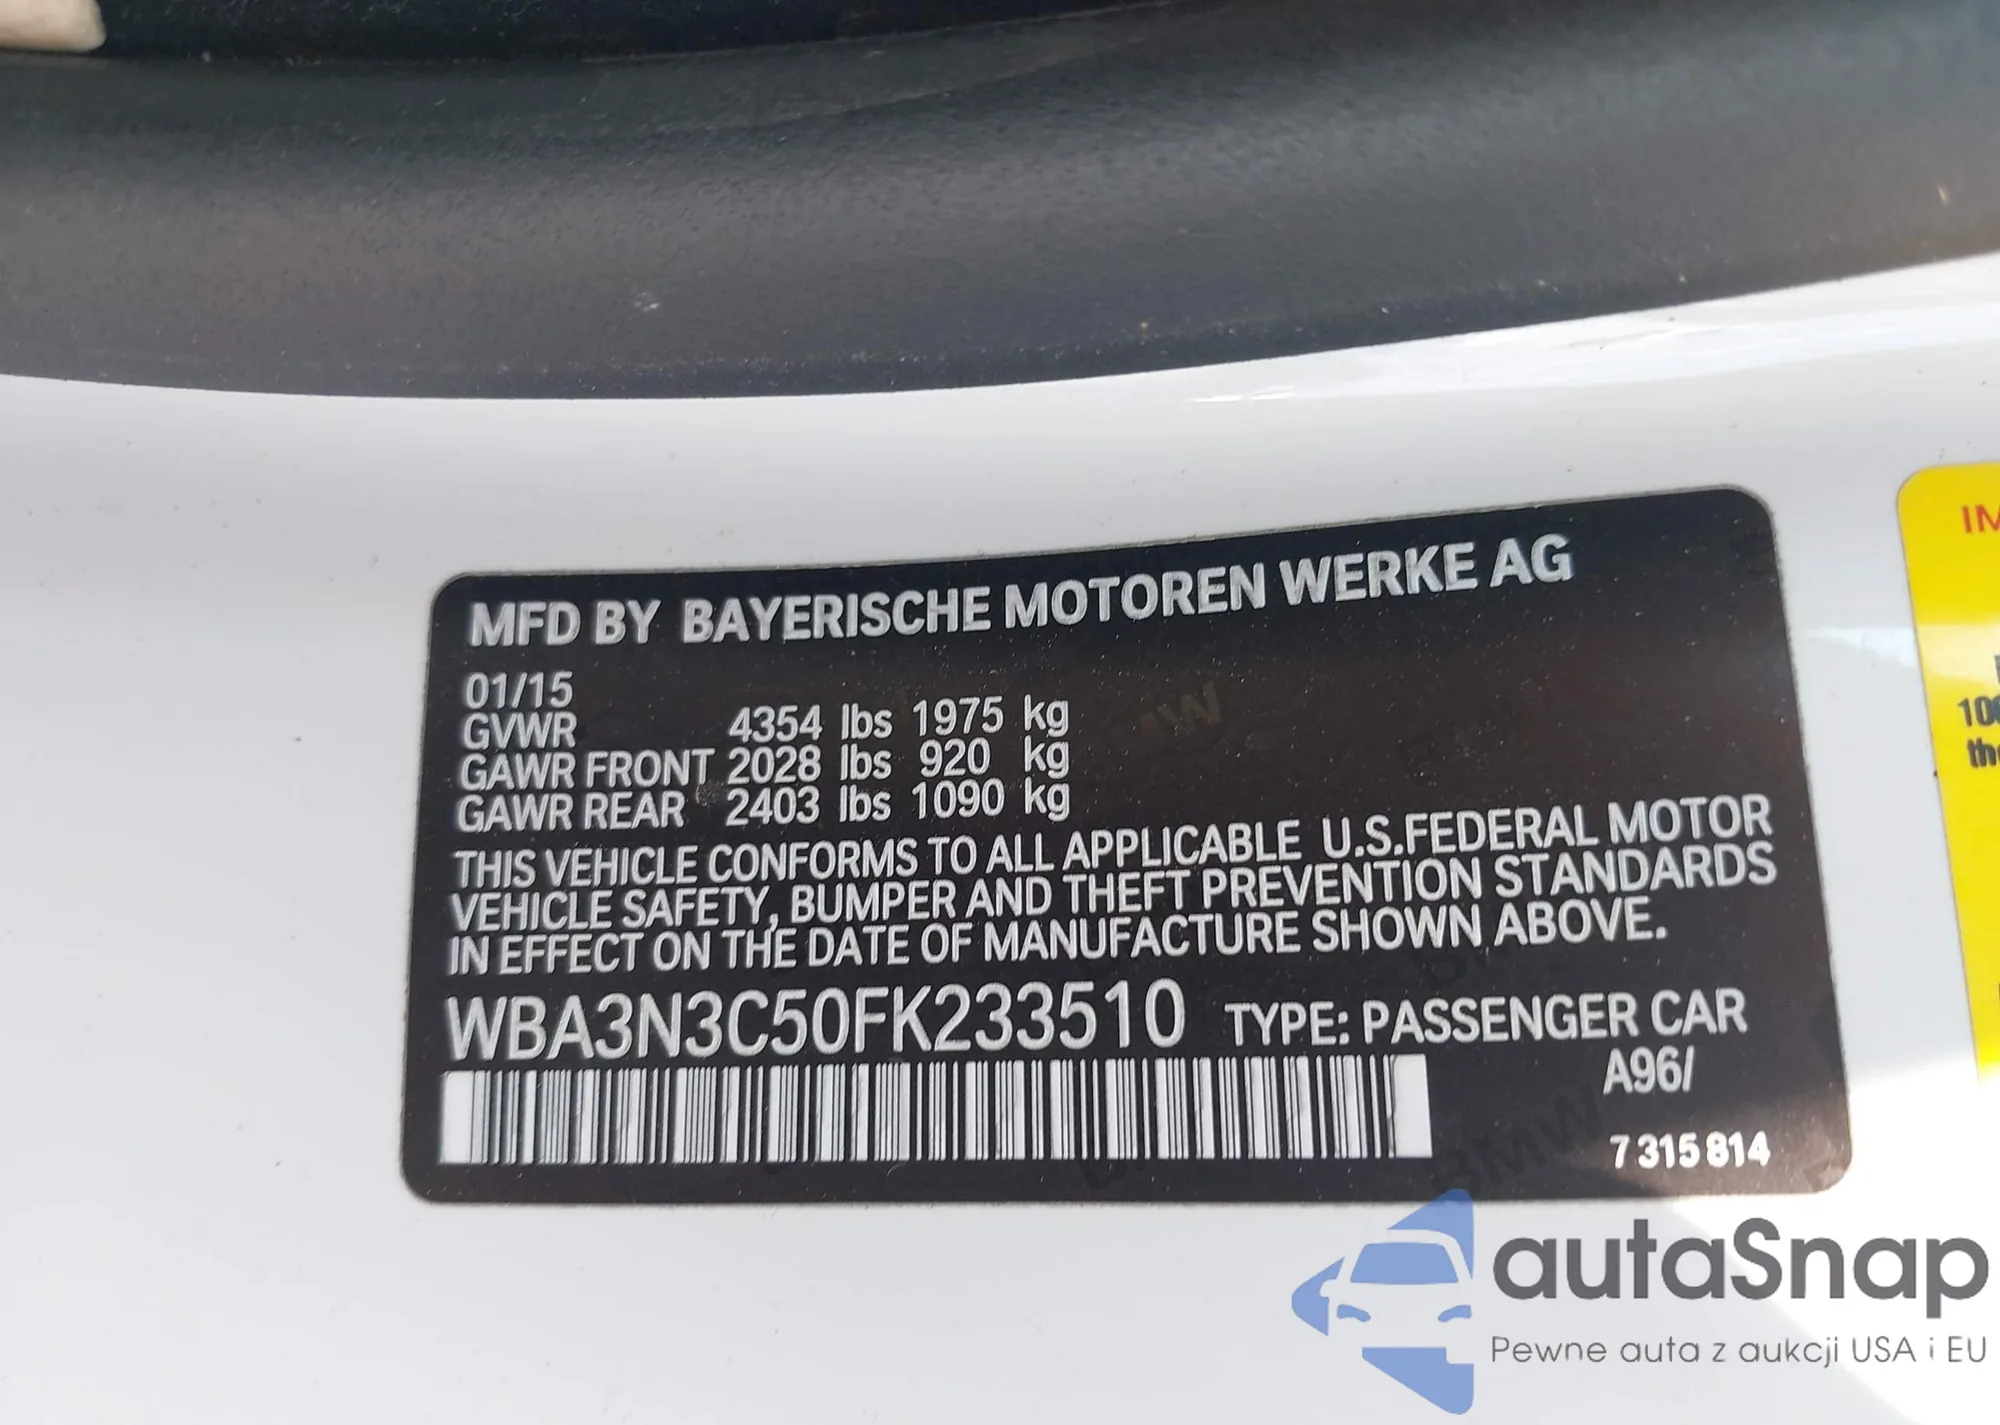 MFD BY BAYERISCHE MOTOREN WERKE AG
01/15
GVWR 4354 lbs 1975 kg
GAWR FRONT 2028 lbs 920 kg
GAWR REAR 2403 lbs 1090 kg
THIS VEHICLE CONFORMS TO ALL APPLICABLE U.S.FEDERAL MOTOR
VEHICLE SAFETY, BUMPER AND THEFT PREVENTION STANDARDS
IN EFFECT ON THE DATE OF MANUFACTURE SHOWN ABOVE.
WBA3N3C50FK233510 TYPE: PASSENGER CAR
A96/
7 315 814
autaSnap
Pewne auta z aukcji USA i EU